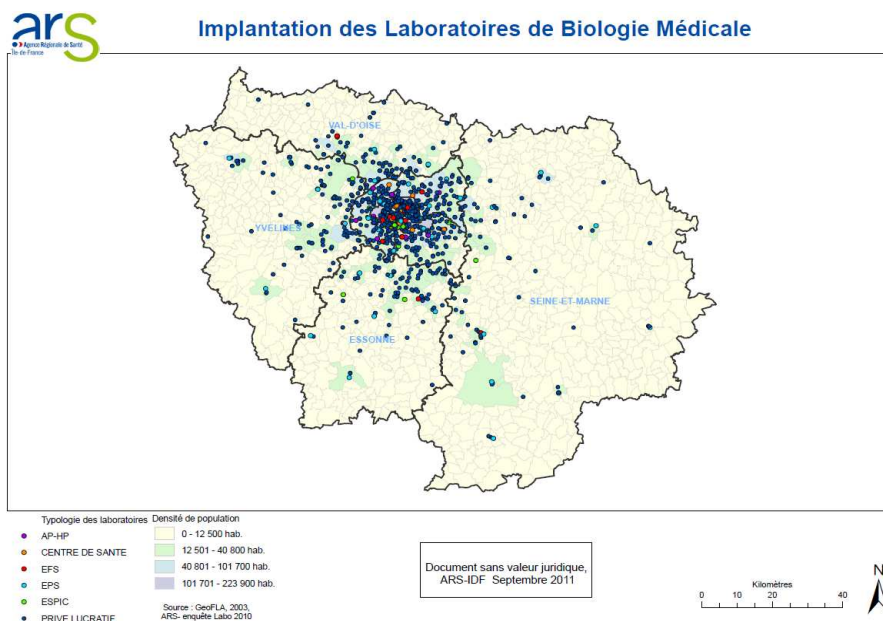 ars
Agence Régionale de Santé
Île de France
Implantation des Laboratoires de Biologie Médicale
VAL-D'OISE
YVELINES
SEINE-ET-MARNE
ESSONNE
Typologie des laboratoires
AP-HP
CENTRE DE SANTE
EFS
EPS
ESPIC
PRIVE LUCRATIF
Densité de population
0 - 12 500 hab.
12 501 - 40 800 hab.
40 801 - 101 700 hab.
101 701 - 223 900 hab.
Source : GeoFLA, 2003,
ARS- enquête Labo 2010
Document sans valeur juridique,
ARS-IDF Septembre 2011
Kilomètres
0 10 20 40
N